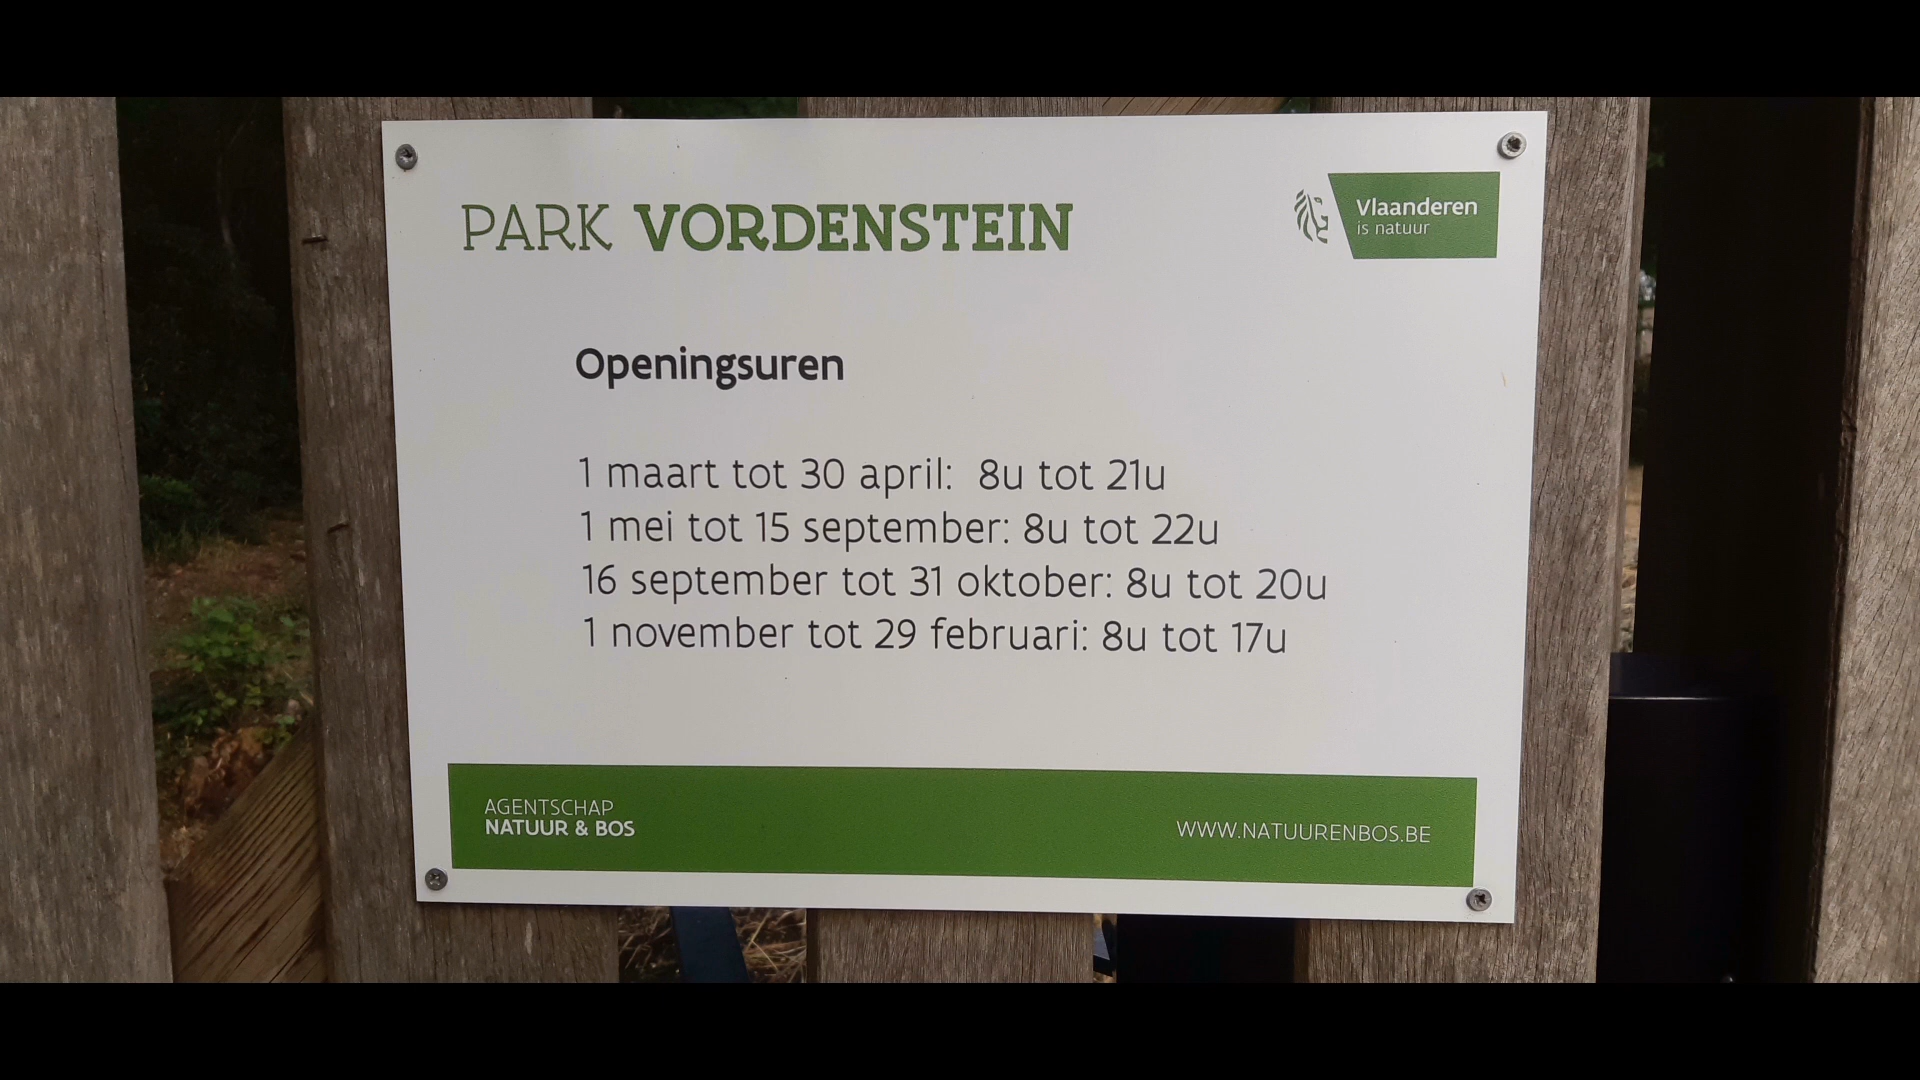 PARK VORDENSTEIN
Vlaanderen
is natuur
Openingsuren
1 maart tot 30 april: 8u tot 21u
1 mei tot 15 september: 8u tot 22u
16 september tot 31 oktober: 8u tot 20u
1 november tot 29 februari: 8u tot 17u
AGENTSCHAP
NATUUR & BOS
WWW.NATUURENBOS.BE